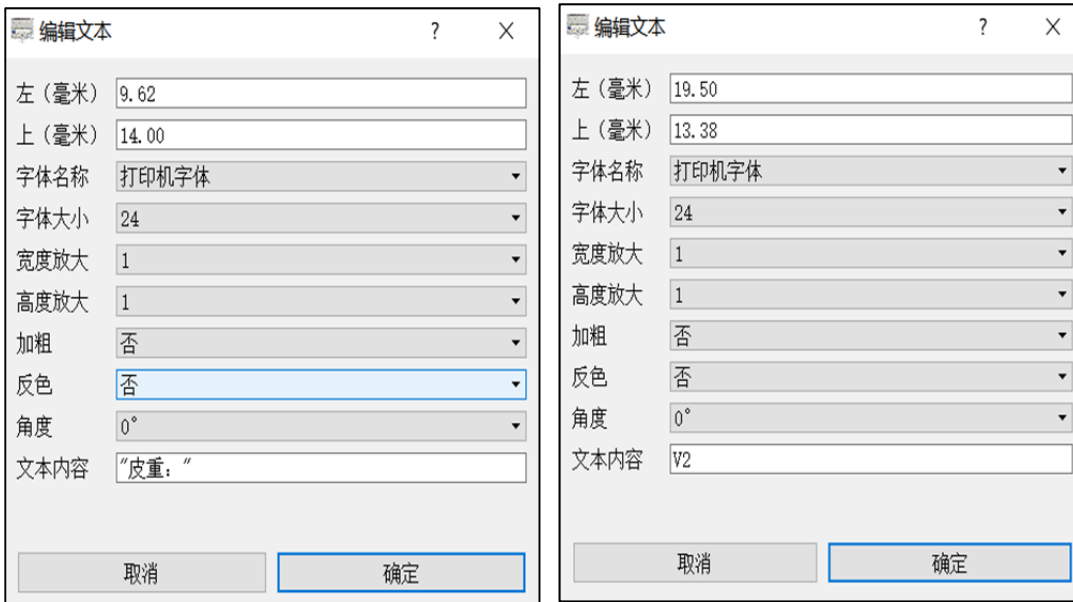 编辑文本 ? ×
左（毫米） 9.62
上（毫米） 14.00
字体名称 打印机字体
字体大小 24
宽度放大 1
高度放大 1
加粗 否
反色 否
角度 0°
文本内容 "皮重："
取消 确定
编辑文本 ? ×
左（毫米） 19.50
上（毫米） 13.38
字体名称 打印机字体
字体大小 24
宽度放大 1
高度放大 1
加粗 否
反色 否
角度 0°
文本内容 V2
取消 确定